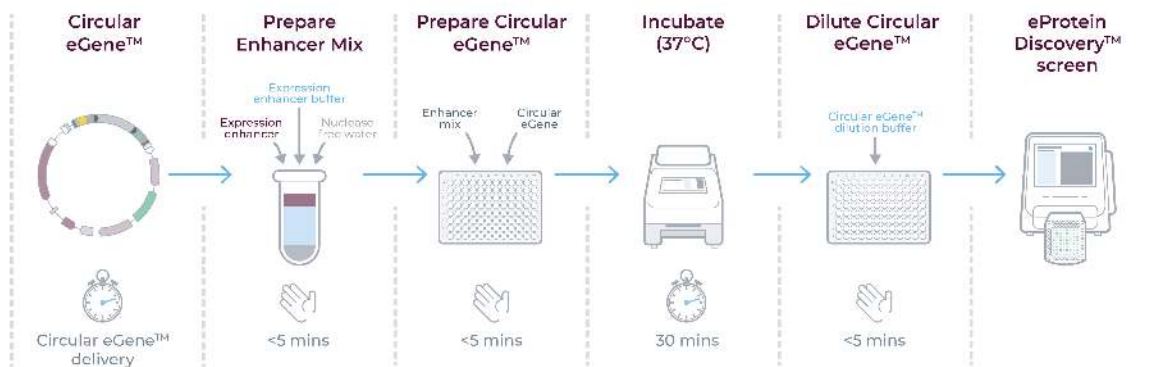 Circular
eGene™
Prepare
Enhancer Mix
Prepare Circular
eGene™
Incubate
(37°C)
Dilute Circular
eGene™
eProtein
Discovery™
screen
Expression
enhancer buffer
Expression
enhancer
Nuclease
free water
Enhancer
mix
Circular
eGene
Circular eGene™
dilution buffer
Circular eGene™
delivery
<5 mins
<5 mins
30 mins
<5 mins